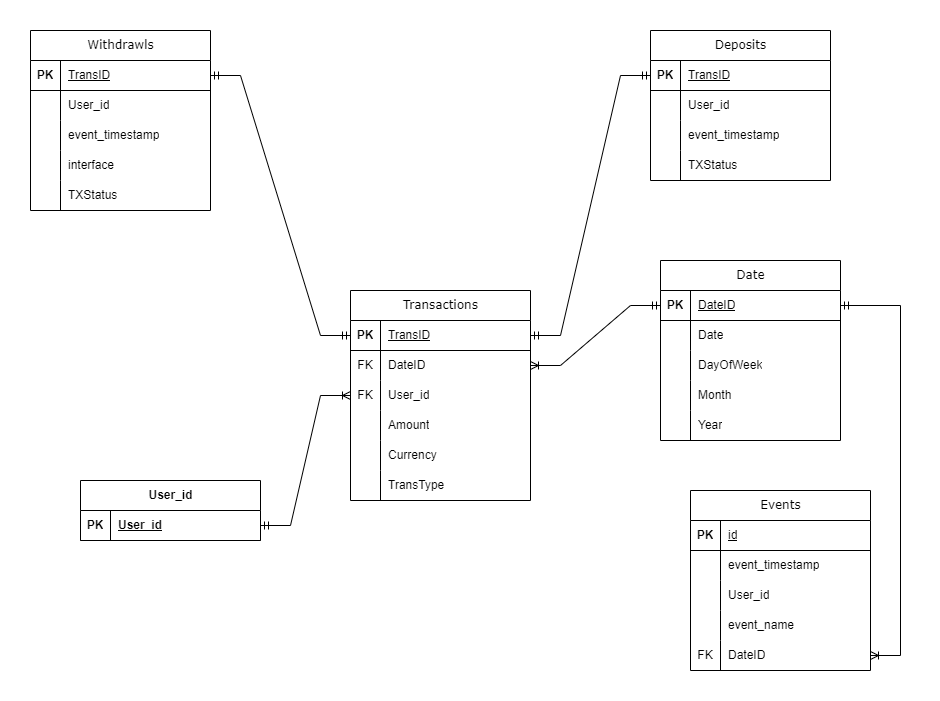 Withdrawls
PK TransID
User_id
event_timestamp
interface
TXStatus
Deposits
PK TransID
User_id
event_timestamp
TXStatus
Transactions
PK TransID
FK DateID
FK User_id
Amount
Currency
TransType
Date
PK DateID
Date
DayOfWeek
Month
Year
User_id
PK User_id
Events
PK id
event_timestamp
User_id
event_name
FK DateID